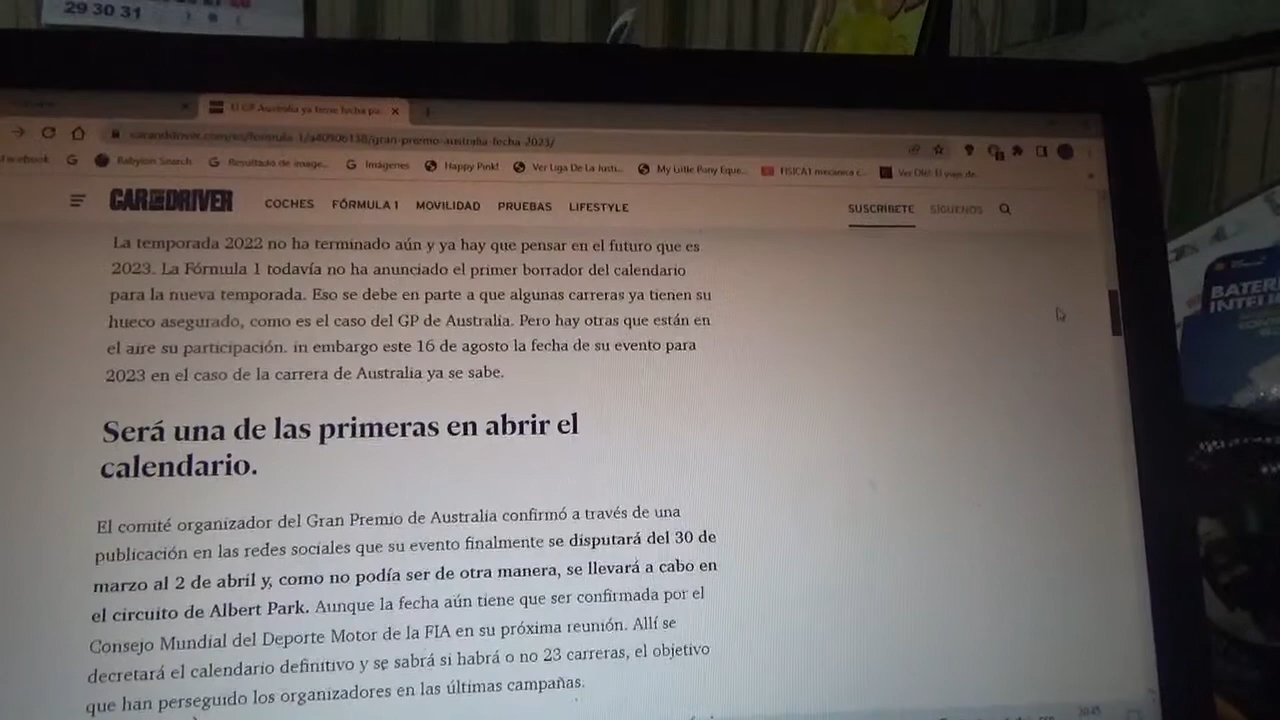 29 30 31
El GP Australia ya tiene fecha pa
caranddriver.com/es/formula-1/a40906138/gran-premio-australia-fecha-2023/
Facebook
Babylon Search
Resultado de image...
Imágenes
Happy Pink!
Ver Liga De La Justi...
My Little Pony Eque...
FISICA1 mecánica c...
CAR AND DRIVER
COCHES FÓRMULA 1 MOVILIDAD PRUEBAS LIFESTYLE
SUSCRÍBETE SÍGUENOS
La temporada 2022 no ha terminado aún y ya hay que pensar en el futuro que es
2023. La Fórmula 1 todavía no ha anunciado el primer borrador del calendario
para la nueva temporada. Eso se debe en parte a que algunas carreras ya tienen su
hueco asegurado, como es el caso del GP de Australia. Pero hay otras que están en
el aire su participación. in embargo este 16 de agosto la fecha de su evento para
2023 en el caso de la carrera de Australia ya se sabe.
Será una de las primeras en abrir el
calendario.
El comité organizador del Gran Premio de Australia confirmó a través de una
publicación en las redes sociales que su evento finalmente se disputará del 30 de
marzo al 2 de abril y, como no podía ser de otra manera, se llevará a cabo en
el circuito de Albert Park. Aunque la fecha aún tiene que ser confirmada por el
Consejo Mundial del Deporte Motor de la FIA en su próxima reunión. Allí se
decretará el calendario definitivo y se sabrá si habrá o no 23 carreras, el objetivo
que han perseguido los organizadores en las últimas campañas.
BATER
INTELI